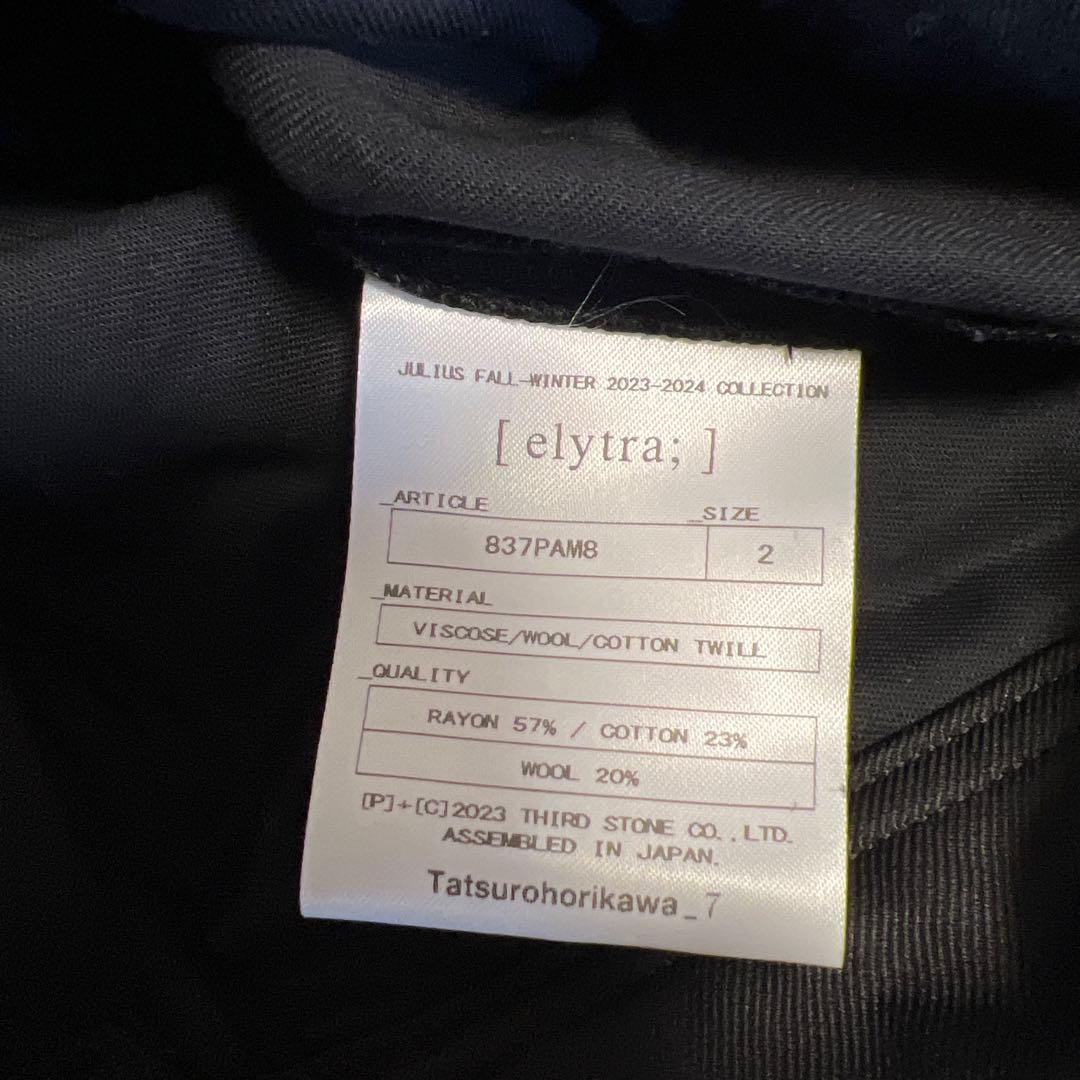 JULIUS FALL-WINTER 2023-2024 COLLECTION
[ elytra; ]
_ARTICLE _SIZE
837PAM8 2
_MATERIAL
VISCOSE/WOOL/COTTON TWILL
_QUALITY
RAYON 57% / COTTON 23%
WOOL 20%
[P]+[C]2023 THIRD STONE CO.,LTD.
ASSEMBLED IN JAPAN.
Tatsurohorikawa_7